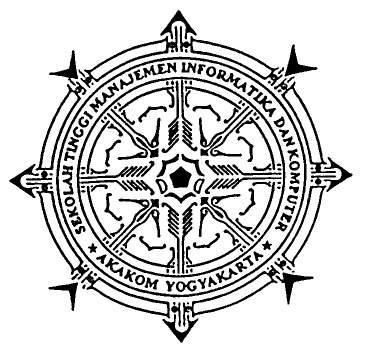 SEKOLAH TINGGI MANAJEMEN INFORMATIKA DAN KOMPUTER
★ AKAKOM YOGYAKARTA ★